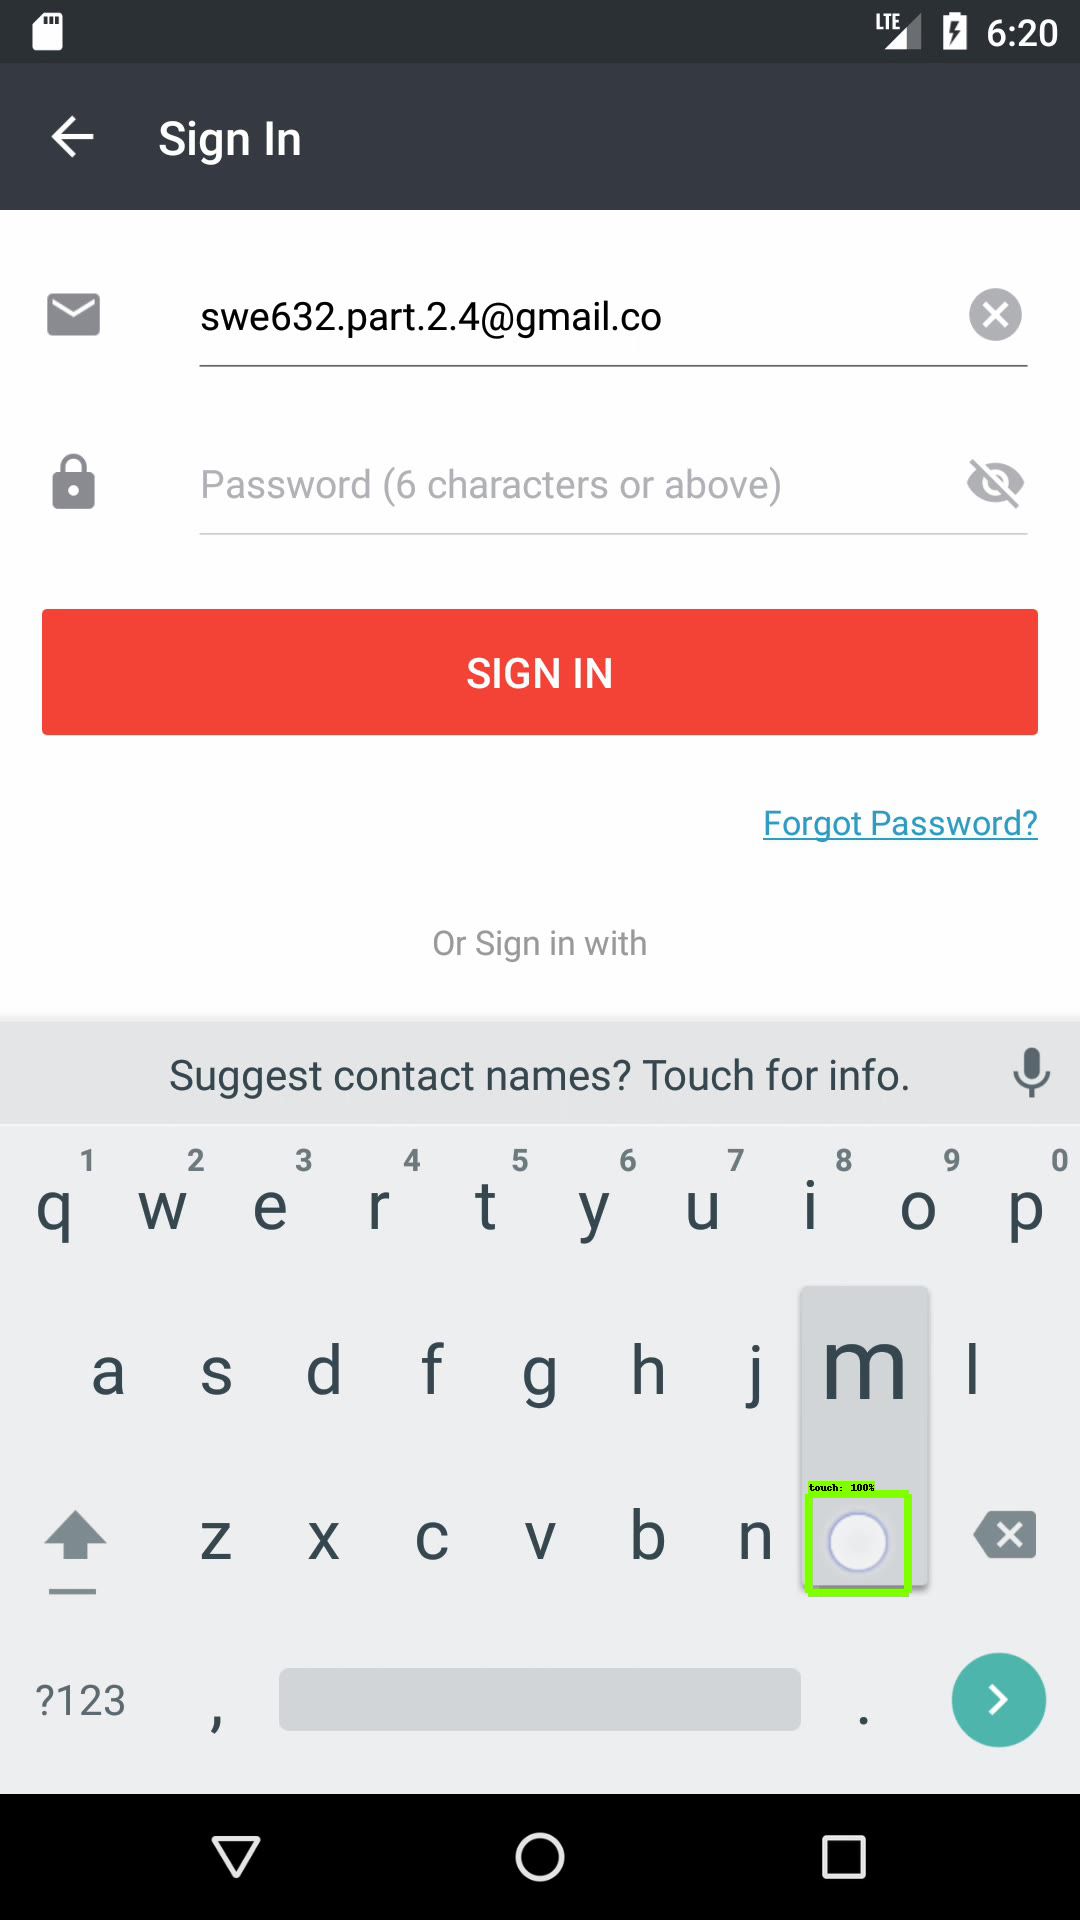 LTE 6:20
Sign In
swe632.part.2.4@gmail.co
Password (6 characters or above)
SIGN IN
Forgot Password?
Or Sign in with
Suggest contact names? Touch for info.
1 2 3 4 5 6 7 8 9 0
q w e r t y u i o p
a s d f g h j m l
touch: 100%
z x c v b n
?123 , .